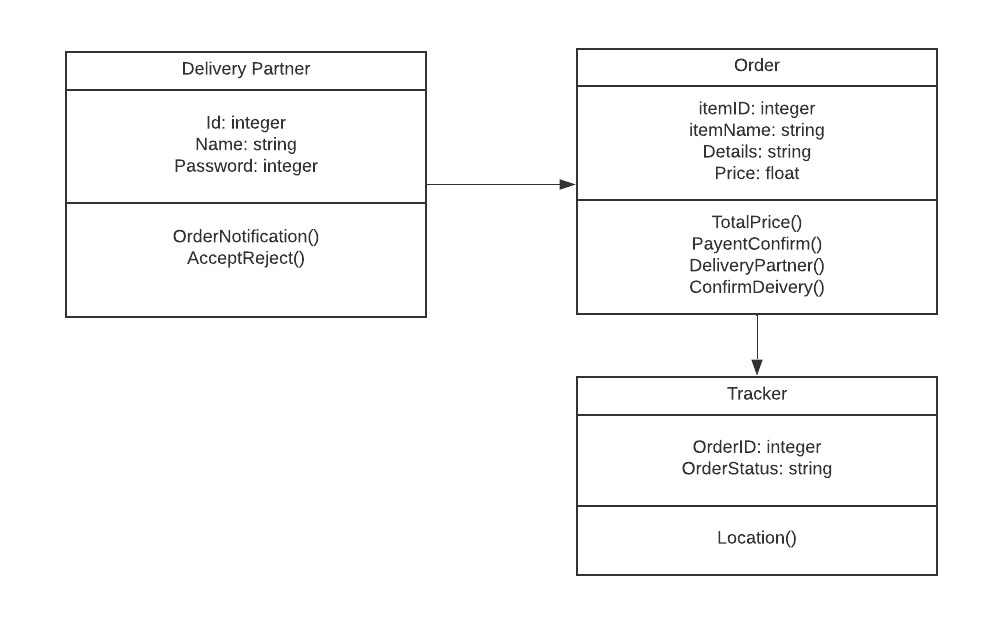 Delivery Partner
Id: integer
Name: string
Password: integer
OrderNotification()
AcceptReject()
Order
itemID: integer
itemName: string
Details: string
Price: float
TotalPrice()
PayentConfirm()
DeliveryPartner()
ConfirmDeivery()
Tracker
OrderID: integer
OrderStatus: string
Location()